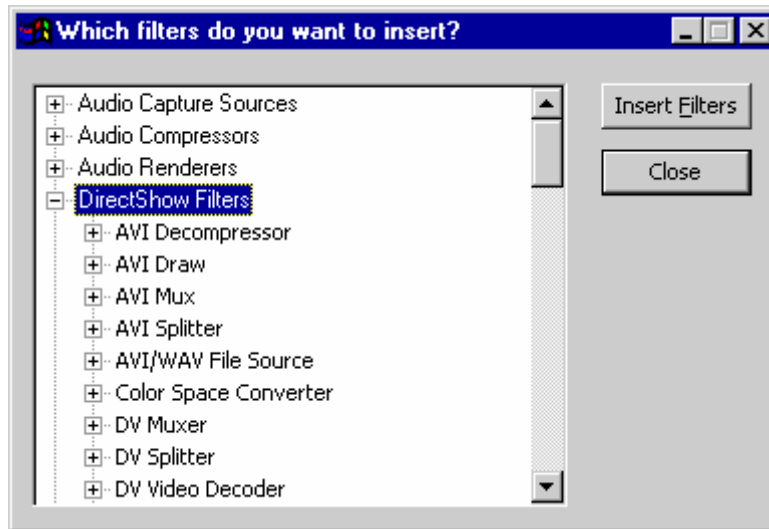 Which filters do you want to insert?
Audio Capture Sources
Audio Compressors
Audio Renderers
DirectShow Filters
AVI Decompressor
AVI Draw
AVI Mux
AVI Splitter
AVI/WAV File Source
Color Space Converter
DV Muxer
DV Splitter
DV Video Decoder
Insert Filters
Close